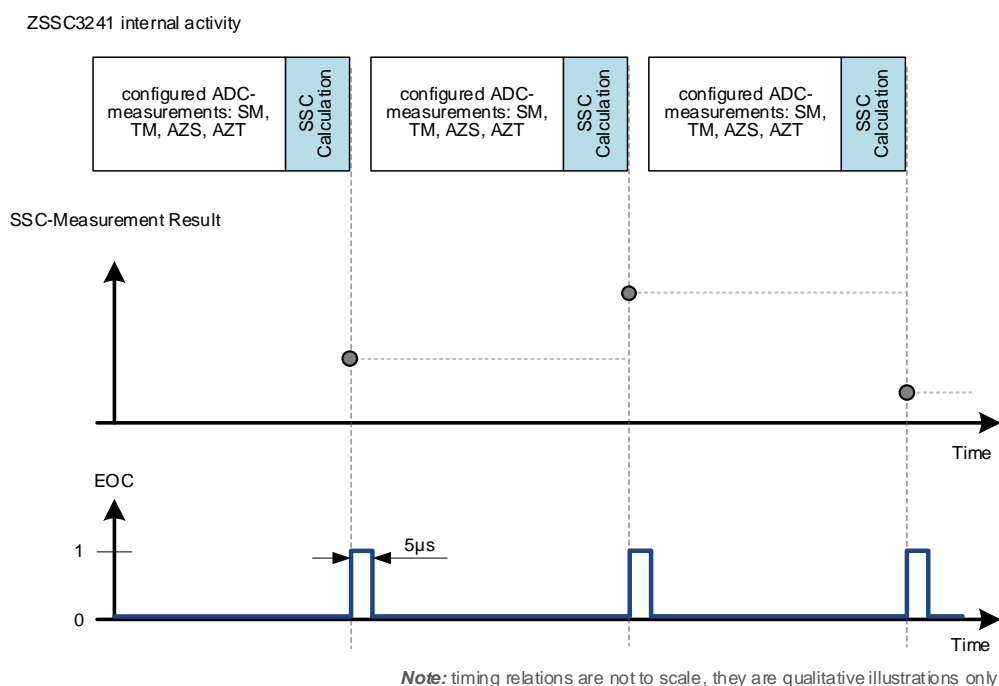 ZSSC3241 internal activity
configured ADC-
measurements: SM,
TM, AZS, AZT
SSC
Calculation
configured ADC-
measurements: SM,
TM, AZS, AZT
SSC
Calculation
configured ADC-
measurements: SM,
TM, AZS, AZT
SSC
Calculation
SSC-Measurement Result
Time
EOC
1
5µs
0
Time
Note: timing relations are not to scale, they are qualitative illustrations only